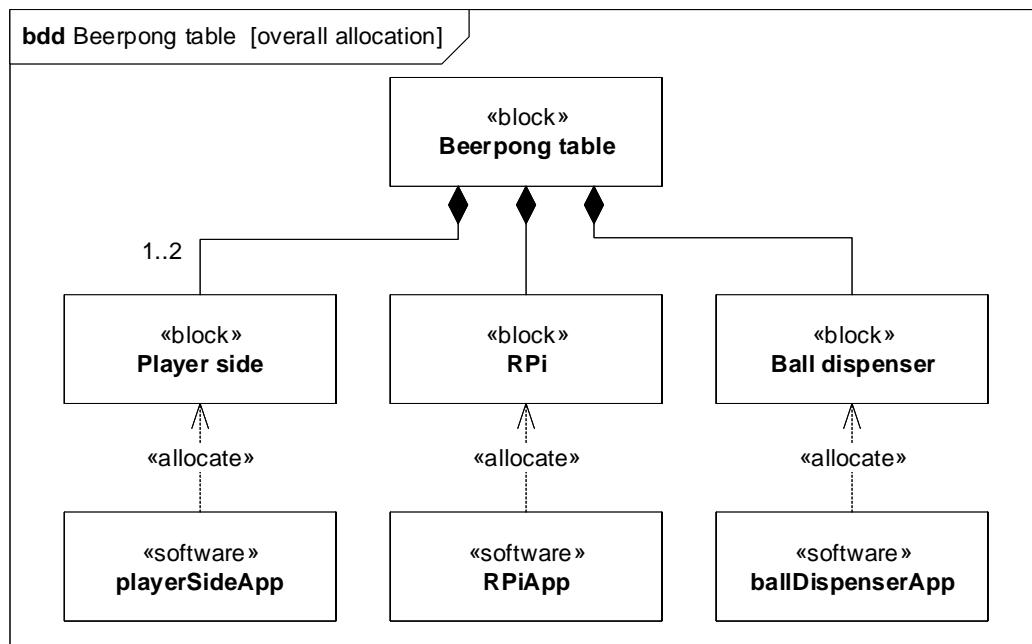 bdd Beerpong table [overall allocation]
«block»
Beerpong table
1..2
«block»
Player side
«block»
RPi
«block»
Ball dispenser
«allocate»
«allocate»
«allocate»
«software»
playerSideApp
«software»
RPiApp
«software»
ballDispenserApp